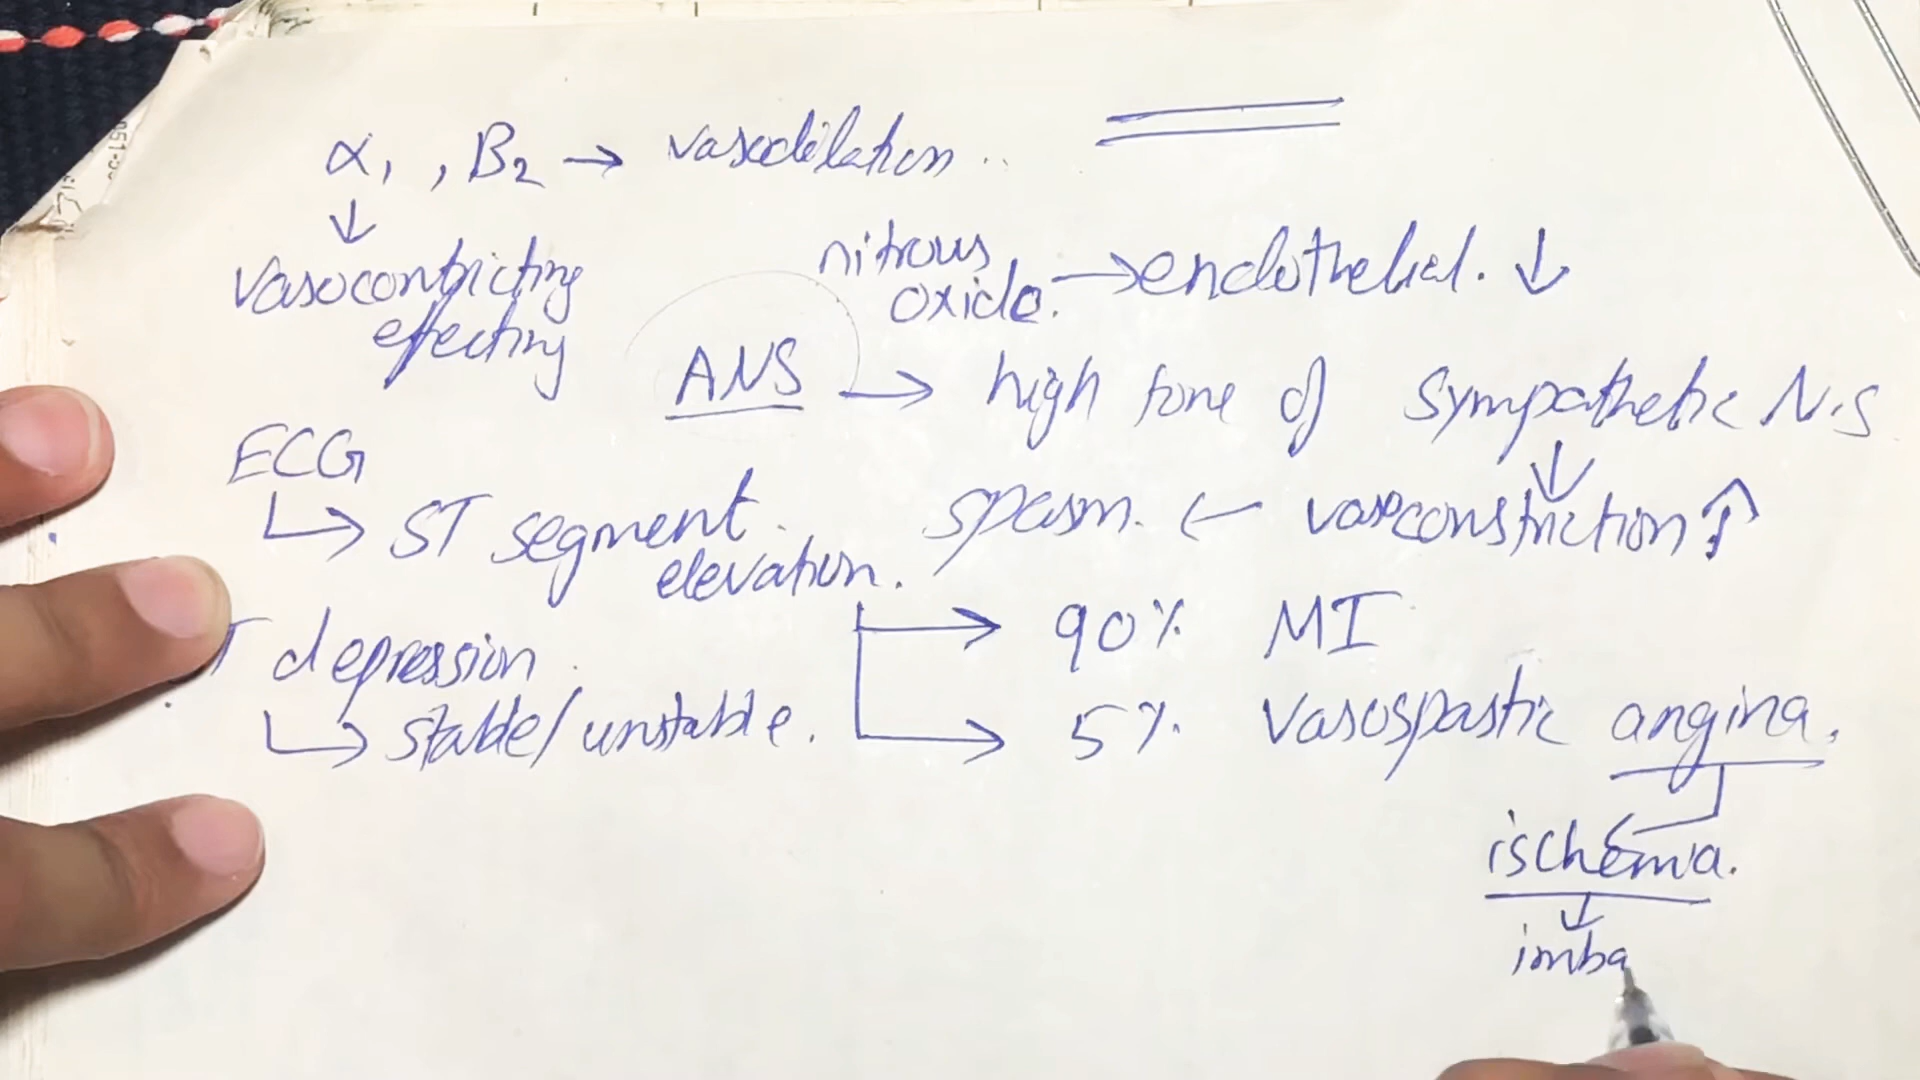 α₁, B₂ → vasodilation..
↓
vasocontricting
effecting
nitrous
oxide. → endothelial. ↓
ANS → high tone of sympathetic N.S
↓
ECG
↳ ST segment
elevation.
spasm. ← vasoconstriction ↑
→ 90% MI
T depression.
↳ stable/unstable.
→ 5% vasospastic angina.
ischemia.
↓
imba